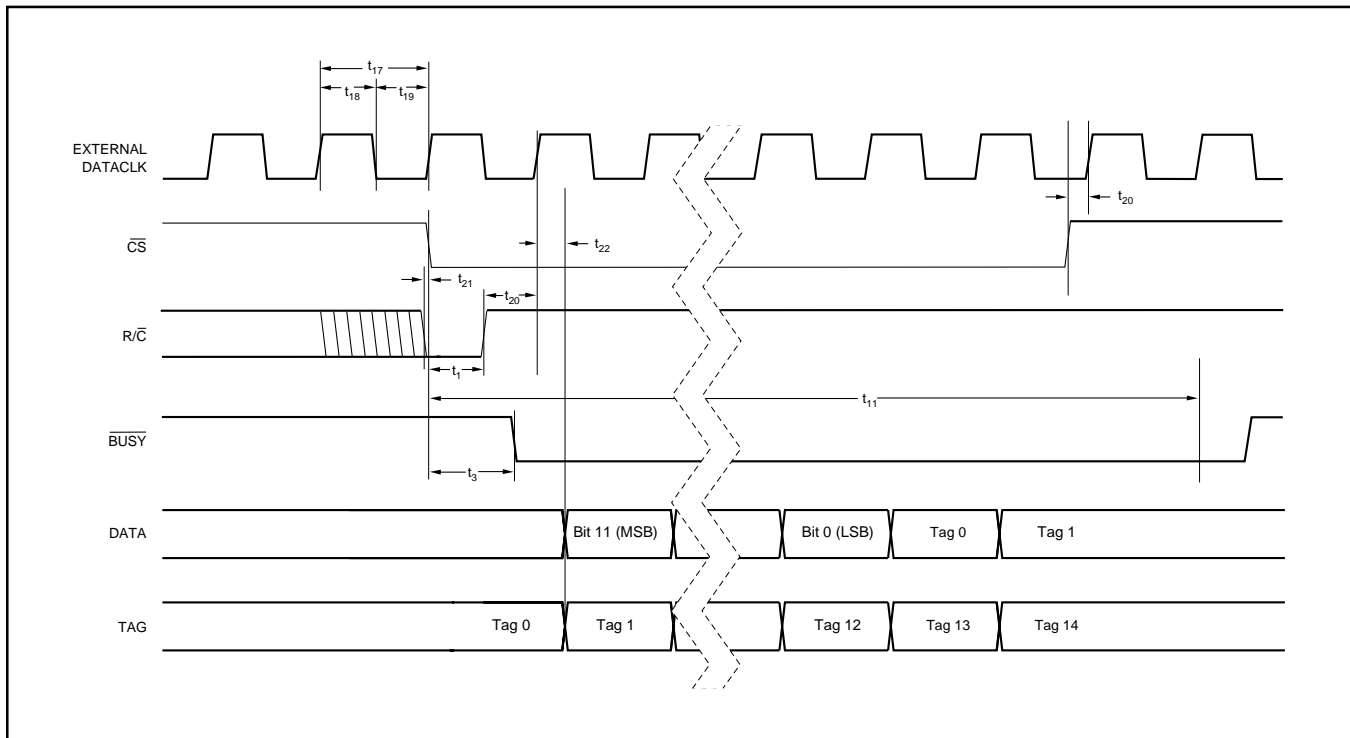 t17
t18 t19
EXTERNAL
DATACLK
t20
CS
t22
t21
t20
R/C
t1
t11
BUSY
t3
DATA
Bit 11 (MSB) Bit 0 (LSB) Tag 0 Tag 1
TAG
Tag 0 Tag 1 Tag 12 Tag 13 Tag 14